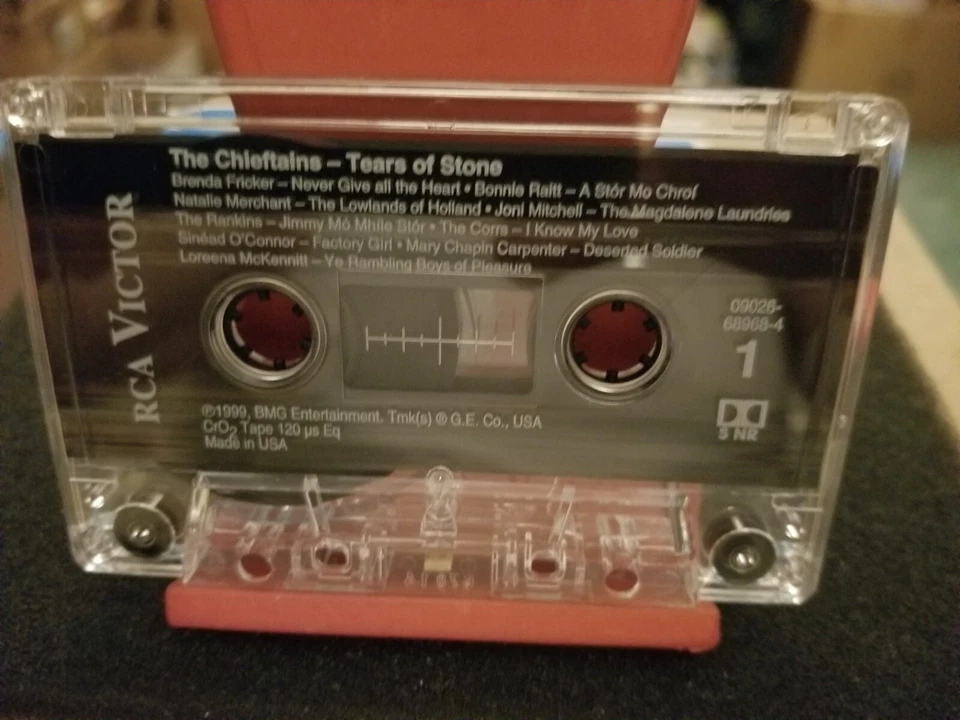 The Chieftains – Tears of Stone
Brenda Fricker – Never Give all the Heart • Bonnie Raitt – A Stór Mo Chroí
Natalie Merchant – The Lowlands of Holland • Joni Mitchell – The Magdalene Laundries
The Rankins – Jimmy Mó Mhíle Stór • The Corrs – I Know My Love
Sinéad O'Connor – Factory Girl • Mary Chapin Carpenter – Deserted Soldier
Loreena McKennitt – Ye Rambling Boys of Pleasure
RCA VICTOR
09026-
68968-4
1
S NR
℗1999, BMG Entertainment. Tmk(s) ® G.E. Co., USA
CrO2 Tape 120 µs Eq
Made in USA